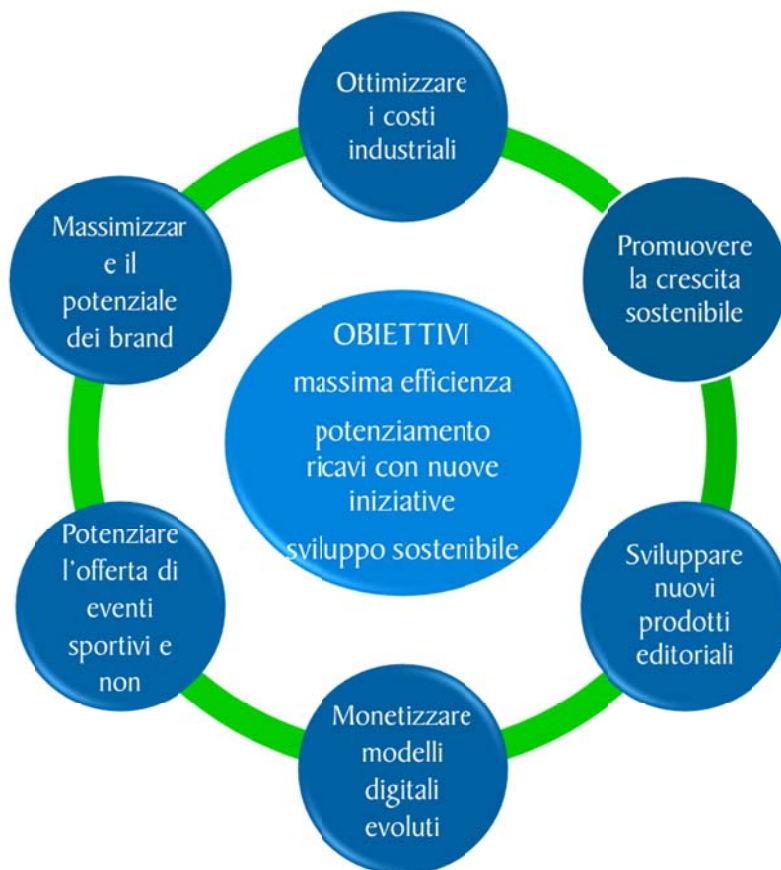 Ottimizzare
i costi
industriali
Promuovere
la crescita
sostenibile
Sviluppare
nuovi
prodotti
editoriali
Monetizzare
modelli
digitali
evoluti
Potenziare
l'offerta di
eventi
sportivi e
non
Massimizzar
e il
potenziale
dei brand
OBIETTIVI
massima efficienza
potenziamento
ricavi con nuove
iniziative
sviluppo sostenibile